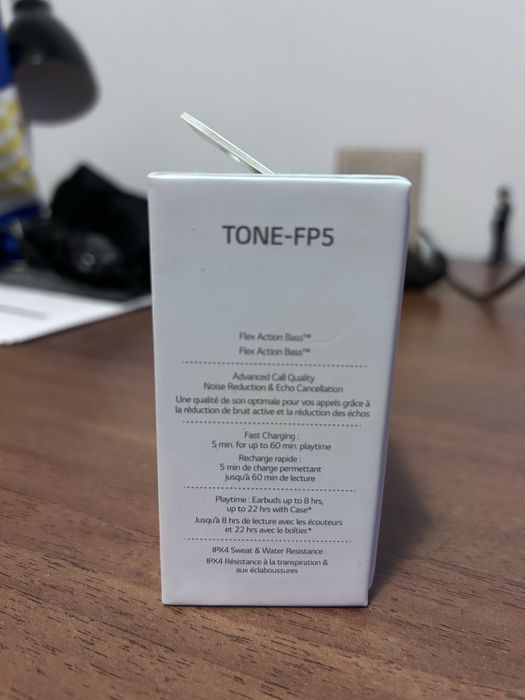 TONE-FP5
Flex Action Bass™
Flex Action Bass™
Advanced Call Quality
Noise Reduction & Echo Cancellation
Une qualité de son optimale pour vos appels grâce à
la réduction de bruit active et la réduction des échos
Fast Charging :
5 min. for up to 60 min. playtime
Recharge rapide :
5 min de charge permettant
jusqu'à 60 min de lecture
Playtime : Earbuds up to 8 hrs,
up to 22 hrs with Case*
Jusqu'à 8 hrs de lecture avec les écouteurs
et 22 hrs avec le boîtier*
IPX4 Sweat & Water Resistance
IPX4 Résistance à la transpiration &
aux éclaboussures